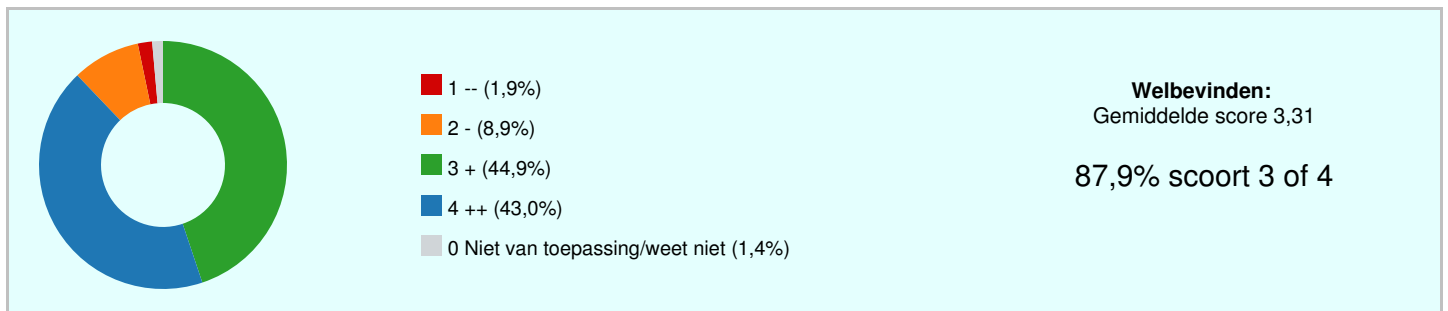 1 -- (1,9%)
2 - (8,9%)
3 + (44,9%)
4 ++ (43,0%)
0 Niet van toepassing/weet niet (1,4%)
Welbevinden:
Gemiddelde score 3,31
87,9% scoort 3 of 4